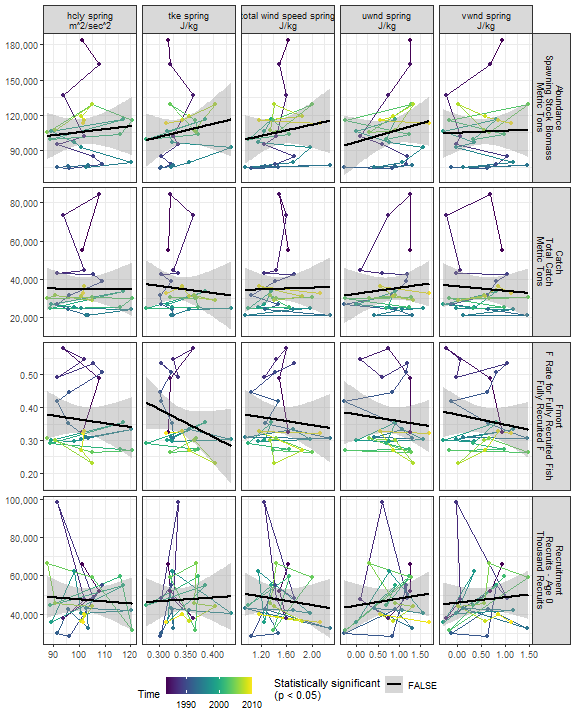 hcly spring
m^2/sec^2
tke spring
J/kg
total wind speed spring
J/kg
uwnd spring
J/kg
vwnd spring
J/kg
180,000
150,000
120,000
90,000
Abundance
Spawning Stock Biomass
Metric Tons
80,000
60,000
40,000
20,000
Catch
Total Catch
Metric Tons
0.50
0.40
0.30
0.20
Fmort
F Rate for Fully Recruited Fish
Fully Recruited F
100,000
80,000
60,000
40,000
Recruitment
Recruits - Age 0
Thousand Recruits
90 100 110 120
0.300 0.350 0.400
1.20 1.60 2.00
0.00 0.50 1.00 1.50
0.00 0.50 1.00 1.50
Time
1990 2000 2010
Statistically significant
(p < 0.05)
FALSE